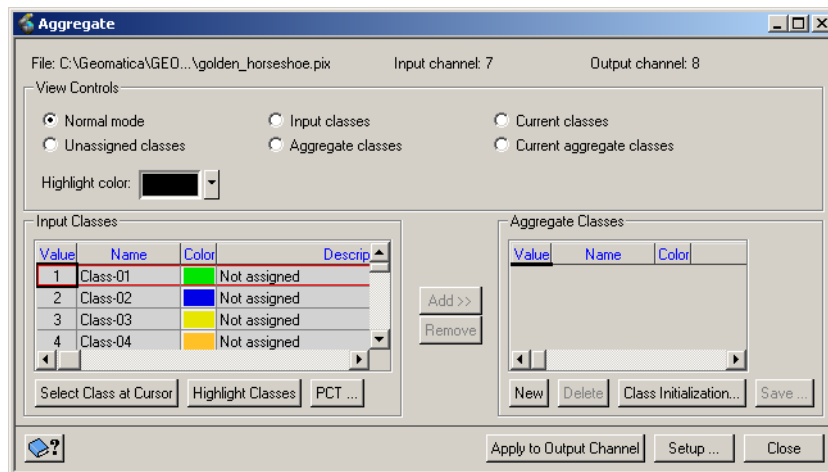 Aggregate
File: C:\Geomatica\GEO...\golden_horseshoe.pix Input channel: 7 Output channel: 8
View Controls
Normal mode Input classes Current classes
Unassigned classes Aggregate classes Current aggregate classes
Highlight color:
Input Classes Aggregate Classes
Value Name Color Descrip Value Name Color
1 Class-01 Not assigned
2 Class-02 Not assigned
3 Class-03 Not assigned
4 Class-04 Not assigned
Add >>
Remove
Select Class at Cursor Highlight Classes PCT ... New Delete Class Initialization... Save ...
? Apply to Output Channel Setup ... Close